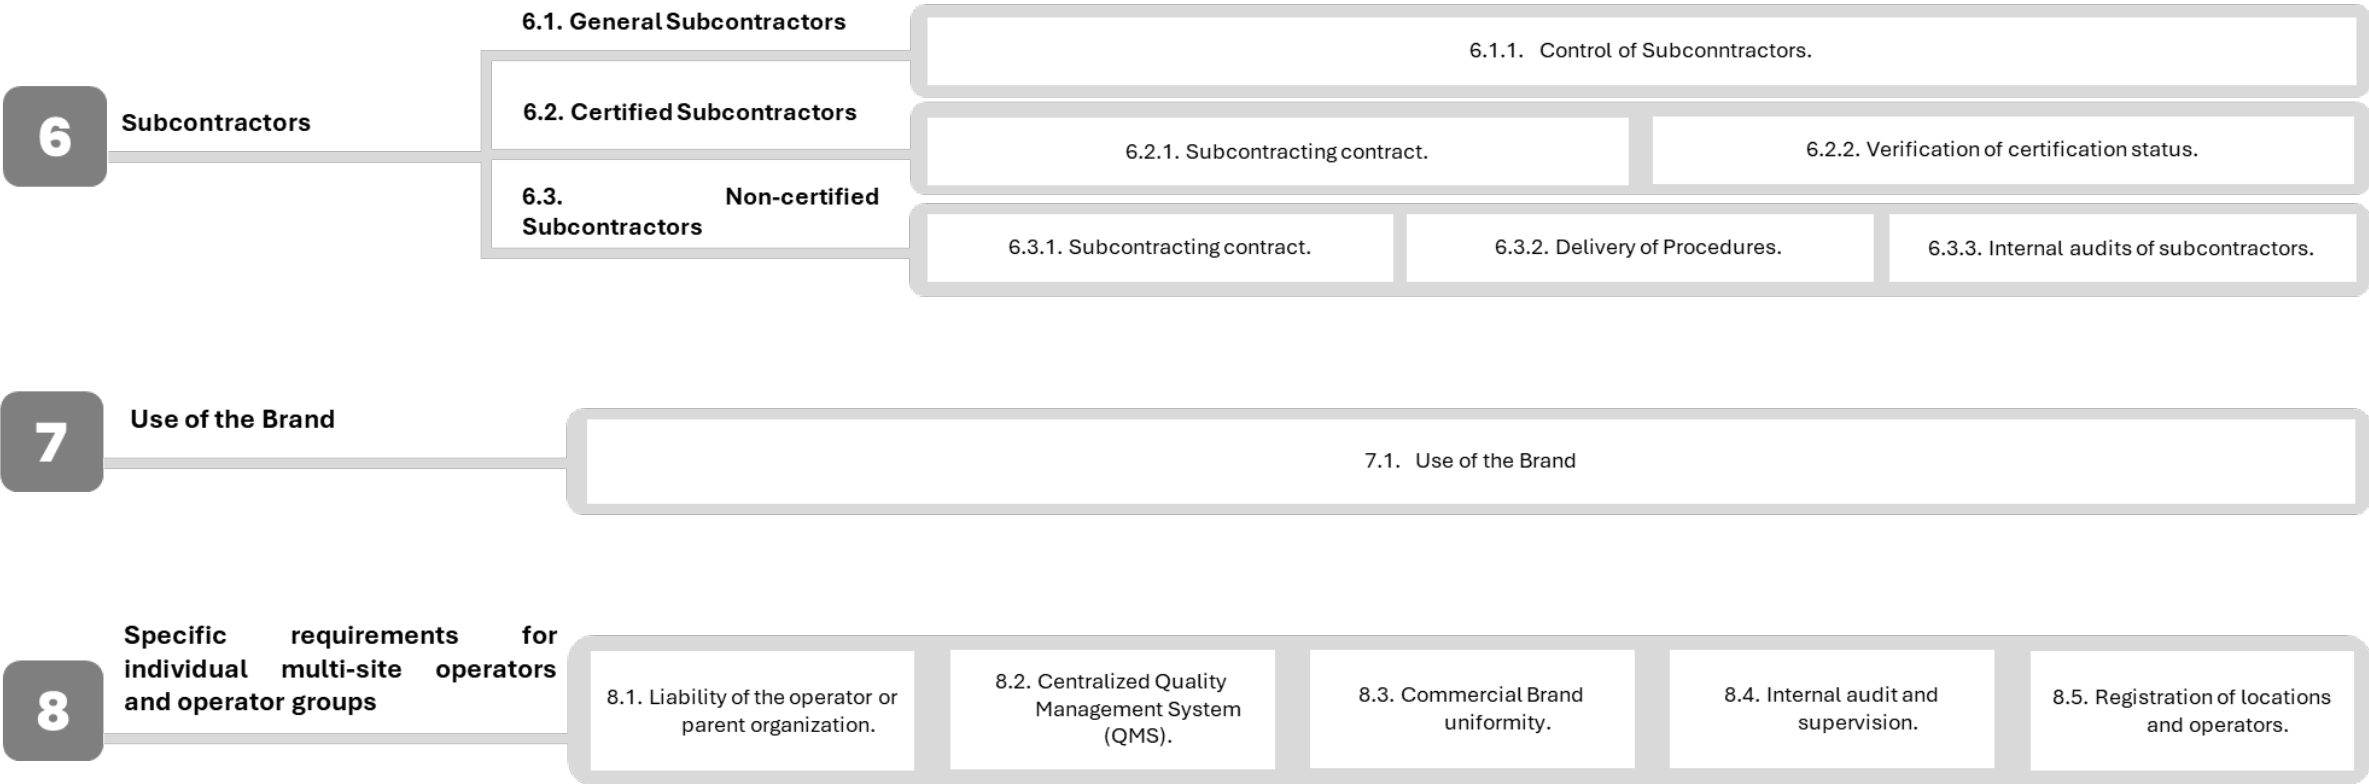 6
Subcontractors
6.1. General Subcontractors
6.1.1. Control of Subconntractors.
6.2. Certified Subcontractors
6.2.1. Subcontracting contract.
6.2.2. Verification of certification status.
6.3. Non-certified
Subcontractors
6.3.1. Subcontracting contract.
6.3.2. Delivery of Procedures.
6.3.3. Internal audits of subcontractors.
7
Use of the Brand
7.1. Use of the Brand
8
Specific requirements for
individual multi-site operators
and operator groups
8.1. Liability of the operator or
parent organization.
8.2. Centralized Quality
Management System
(QMS).
8.3. Commercial Brand
uniformity.
8.4. Internal audit and
supervision.
8.5. Registration of locations
and operators.